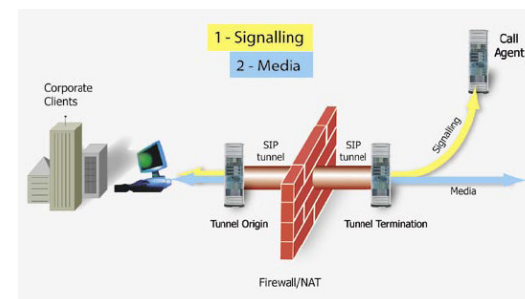 1 - Signalling
2 - Media
Call
Agent
Corporate
Clients
SIP
tunnel
SIP
tunnel
Signalling
Media
Tunnel Origin
Tunnel Termination
Firewall/NAT